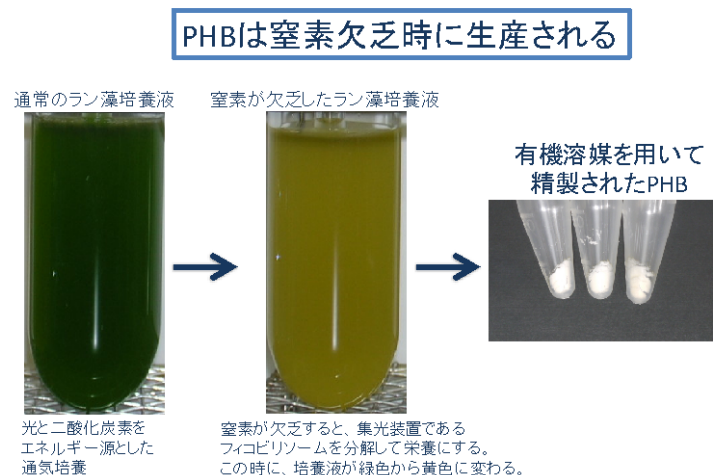 PHBは窒素欠乏時に生産される
通常のラン藻培養液
窒素が欠乏したラン藻培養液
有機溶媒を用いて
精製されたPHB
光と二酸化炭素を
エネルギー源とした
通気培養
窒素が欠乏すると、集光装置である
フィコビリソームを分解して栄養にする。
この時に、培養液が緑色から黄色に変わる。